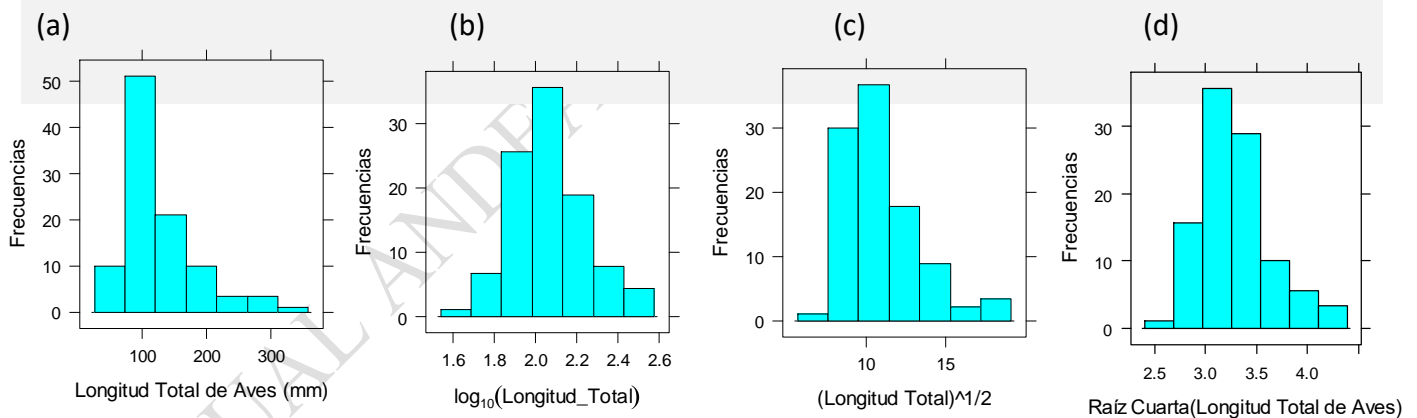 (a)
Frecuencias
50
40
30
20
10
0
100 200 300
Longitud Total de Aves (mm)
(b)
Frecuencias
30
20
10
0
1.6 1.8 2.0 2.2 2.4 2.6
log₁₀(Longitud_Total)
(c)
Frecuencias
30
20
10
0
10 15
(Longitud Total)^1/2
(d)
Frecuencias
30
20
10
0
2.5 3.0 3.5 4.0
Raíz Cuarta(Longitud Total de Aves)
UAL ANDEA